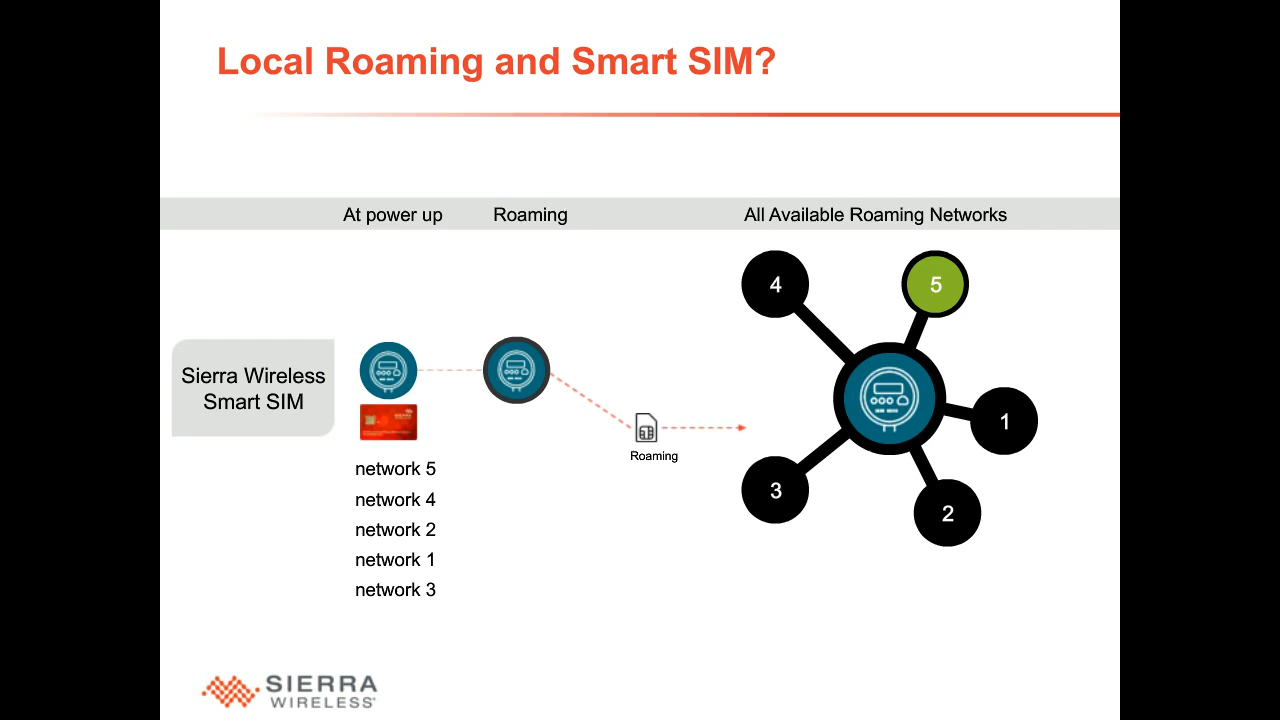 Local Roaming and Smart SIM?
At power up
Roaming
All Available Roaming Networks
4
5
Sierra Wireless
Smart SIM
1
Roaming
3
2
network 5
network 4
network 2
network 1
network 3
SIERRA
WIRELESS